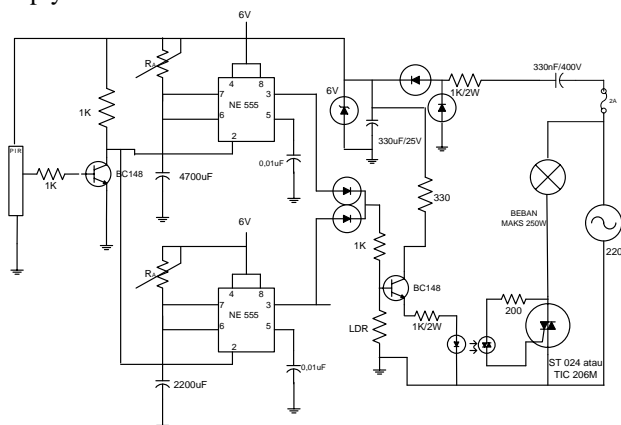 6V
330nF/400V
RA
4
8
7
3
6V
1K/2W
2A
NE 555
1K
6
5
330uF/25V
2
PIR
0,01uF
BC148
1K
4700uF
330
BEBAN
MAKS 250W
6V
220
1K
RA
4
8
BC148
7
3
200
NE 555
6
5
LDR
1K/2W
2
ST 024 atau
TIC 206M
0,01uF
2200uF